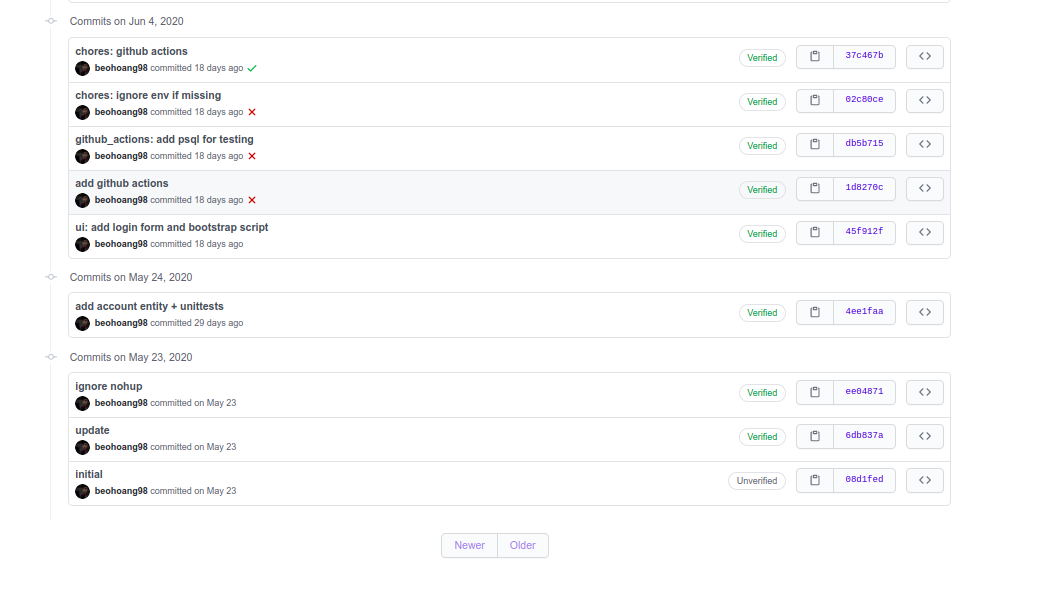 Commits on Jun 4, 2020
chores: github actions
beohoang98 committed 18 days ago
Verified
37c467b
chores: ignore env if missing
beohoang98 committed 18 days ago
Verified
02c80ce
github_actions: add psql for testing
beohoang98 committed 18 days ago
Verified
db5b715
add github actions
beohoang98 committed 18 days ago
Verified
1d8270c
ui: add login form and bootstrap script
beohoang98 committed 18 days ago
Verified
45f912f
Commits on May 24, 2020
add account entity + unittests
beohoang98 committed 29 days ago
Verified
4ee1faa
Commits on May 23, 2020
ignore nohup
beohoang98 committed on May 23
Verified
ee04871
update
beohoang98 committed on May 23
Verified
6db837a
initial
beohoang98 committed on May 23
Unverified
08d1fed
Newer Older